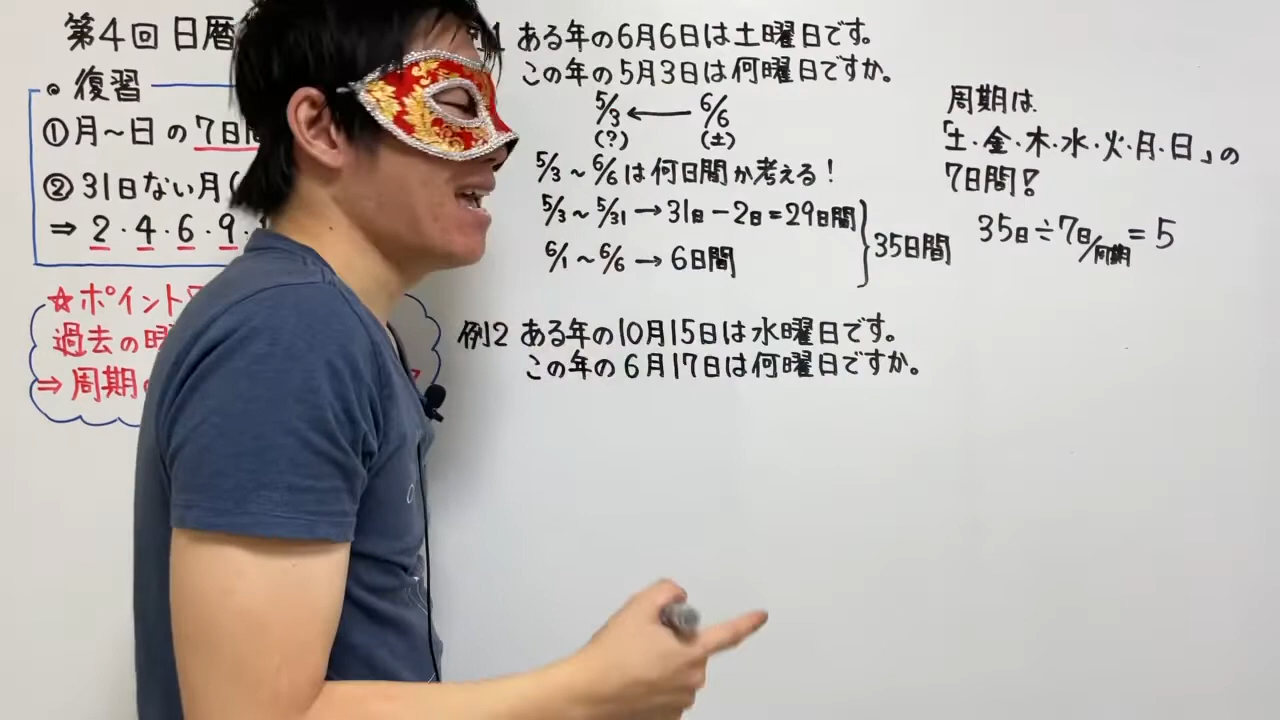 第4回 日暦
復習
①月～日の7日間
②31日ない月(
⇒2・4・6・9・
☆ポイント
過去の曜
⇒周期の
例1 ある年の6月6日は土曜日です。
この年の5月3日は何曜日ですか。
5/3 ← 6/6
(?) (土)
5/3～6/6は何日間か考える!
5/3～5/31→31日-2日=29日間
6/1～6/6→6日間
35日間
周期は
「土・金・木・水・火・月・日」の
7日間!
35日÷7日/周期=5
例2 ある年の10月15日は水曜日です。
この年の6月17日は何曜日ですか。